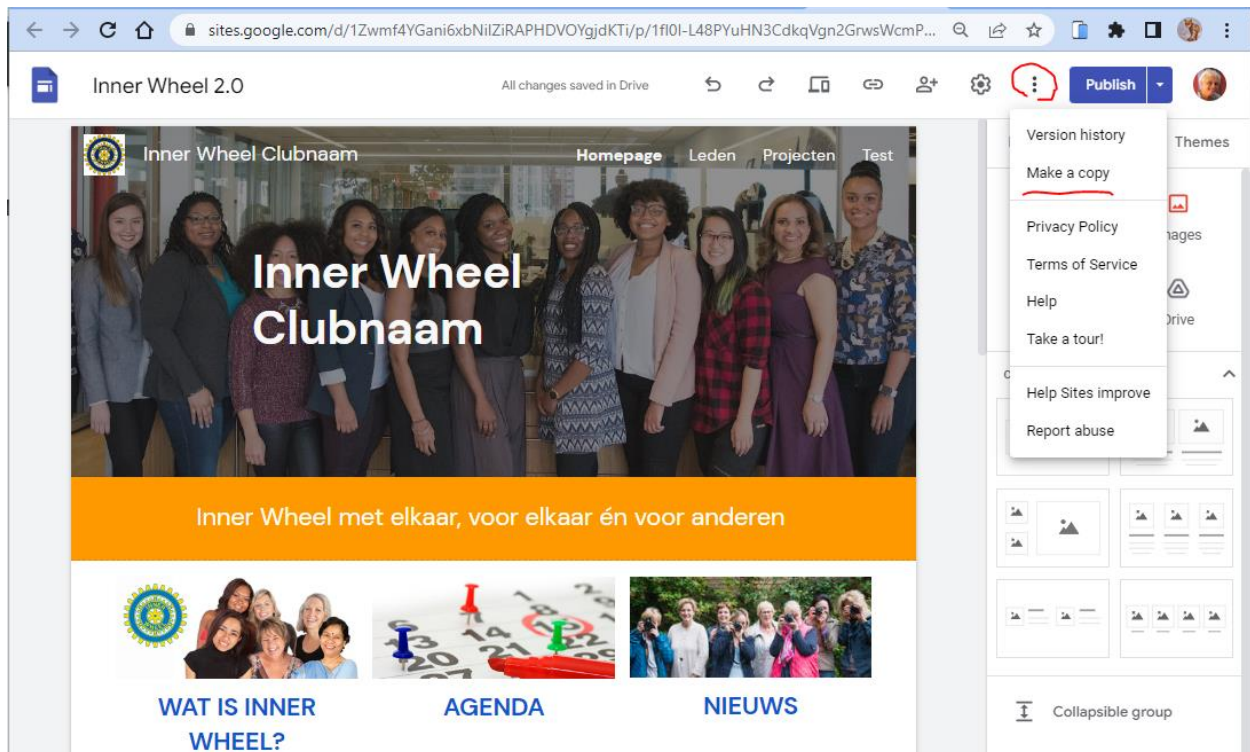 sites.google.com/d/1Zwmf4YGani6xbNiIZiRAPHDVOYgjdKTi/p/1fl0I-L48PYuHN3CdkqVgn2GrwsWcmP...
Inner Wheel 2.0
All changes saved in Drive
Publish
Version history
Make a copy
Privacy Policy
Terms of Service
Help
Take a tour!
Help Sites improve
Report abuse
Themes
Inner Wheel Clubnaam
Homepage Leden Projecten Test
Inner Wheel
Clubnaam
Inner Wheel met elkaar, voor elkaar én voor anderen
WAT IS INNER
WHEEL?
AGENDA
NIEUWS
Collapsible group